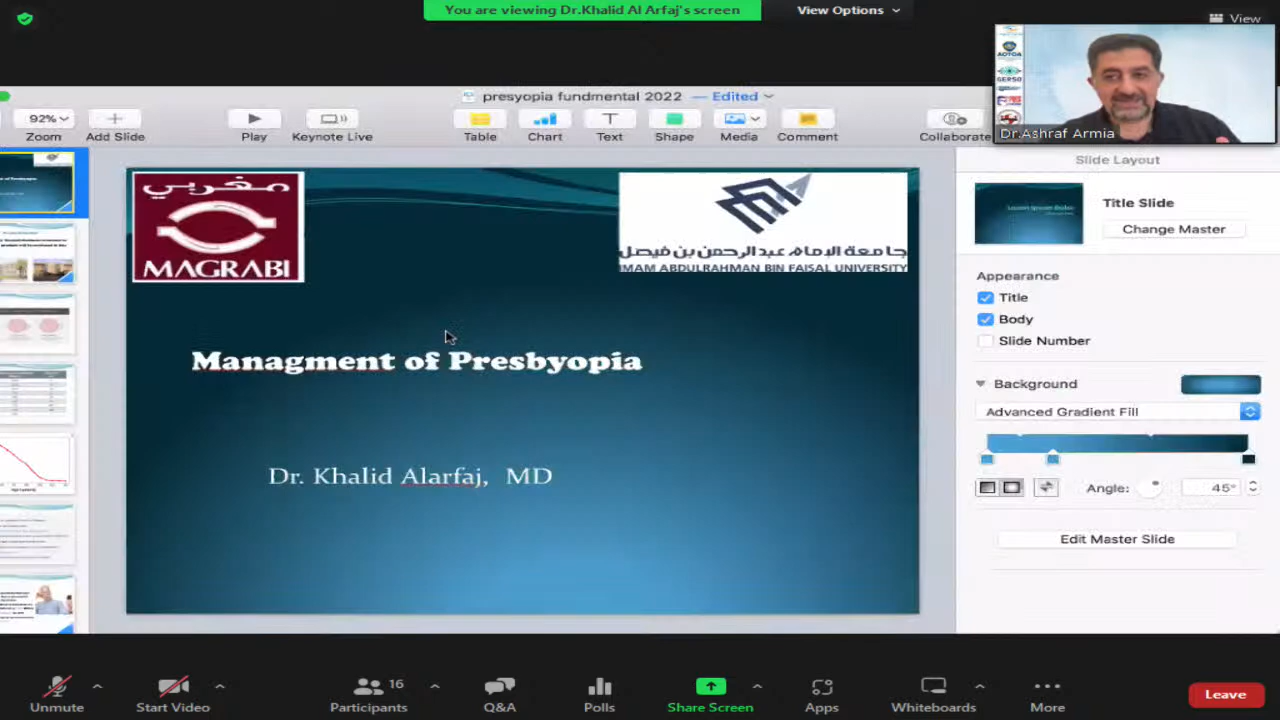 You are viewing Dr.Khalid Al Arfaj's screen
View Options
View
presyopia fundmental 2022 — Edited
92%
Zoom
Add Slide
Play
Keynote Live
Table
Chart
Text
Shape
Media
Comment
Collaborate
AOTOA
GERSO
Dr.Ashraf Armia
Slide Layout
Title Slide
Change Master
Appearance
Title
Body
Slide Number
Background
Advanced Gradient Fill
Angle:
45°
Edit Master Slide
مغربي
MAGRABI
جامعة الإمام عبدالرحمن بن فيصل
IMAM ABDULRAHMAN BIN FAISAL UNIVERSITY
Managment of Presbyopia
Dr. Khalid Alarfaj, MD
Unmute
Start Video
16
Participants
Q&A
Polls
Share Screen
Apps
Whiteboards
More
Leave